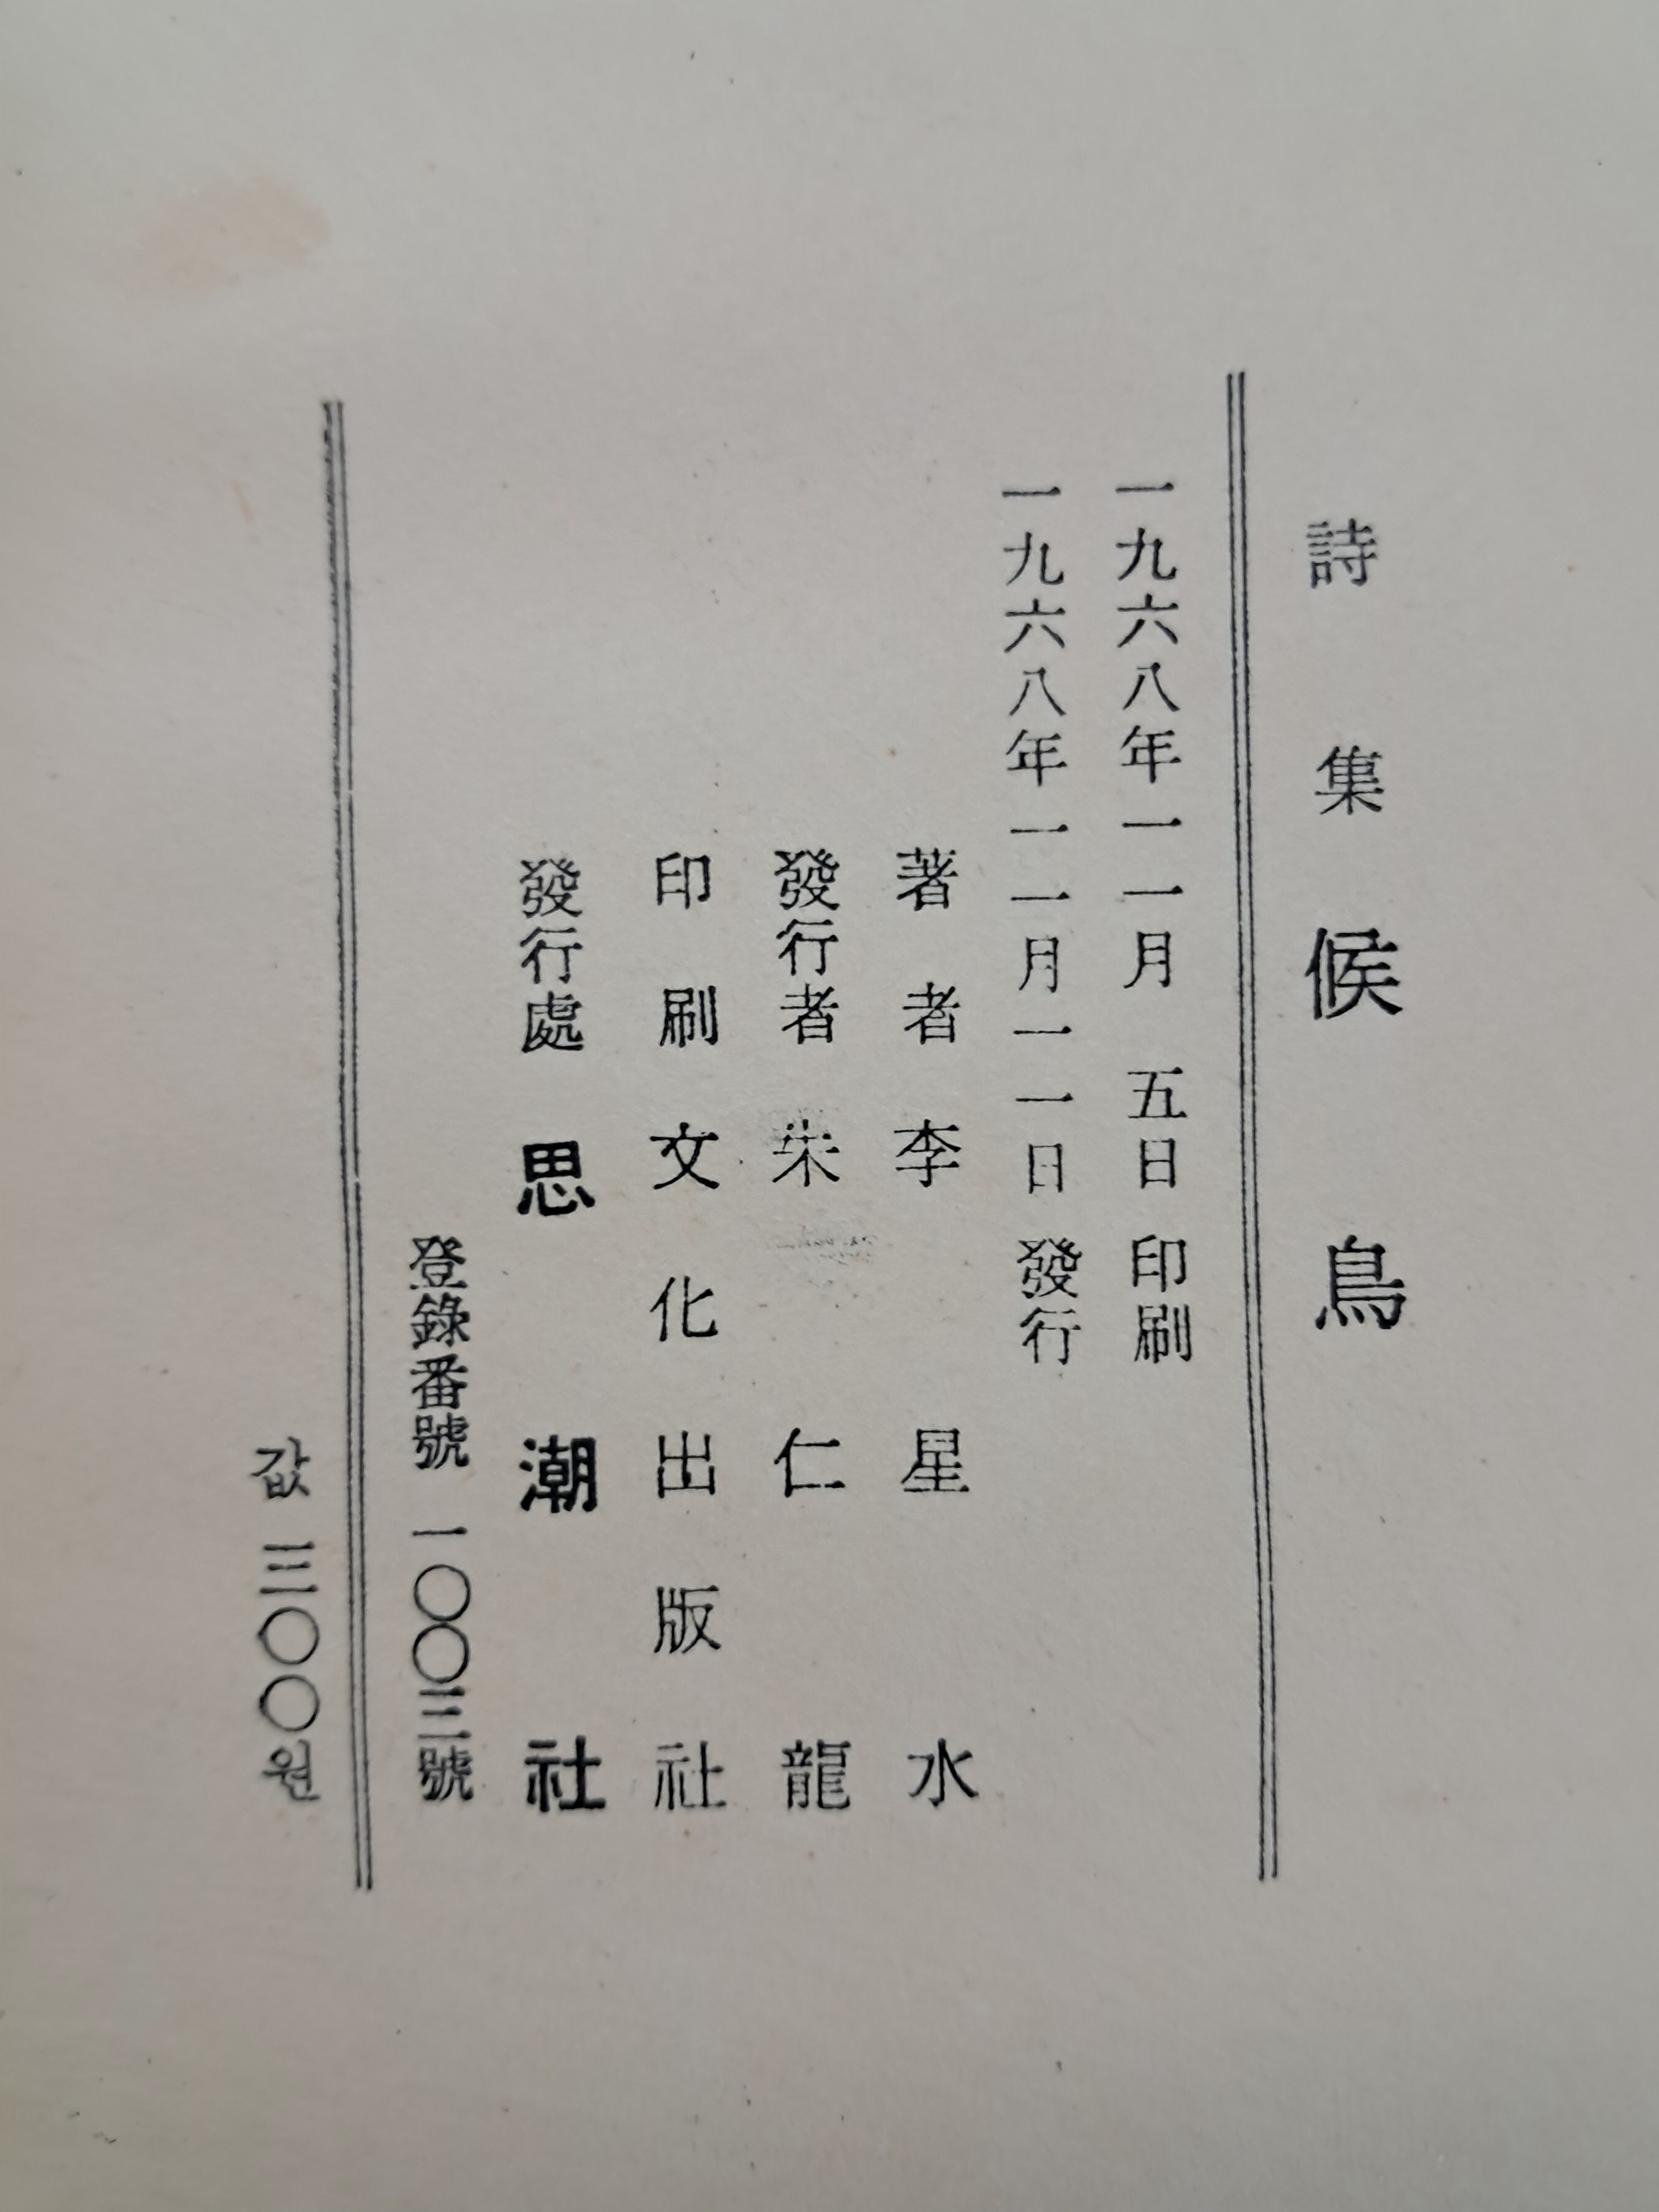 詩集 候鳥
一九六八年一一月 五日 印刷
一九六八年一一月一一日 發行
著者 李星水
發行者 朱仁龍
印刷 文化出版社
發行處 思潮社
登錄番號 一〇〇三號
값 三〇〇원